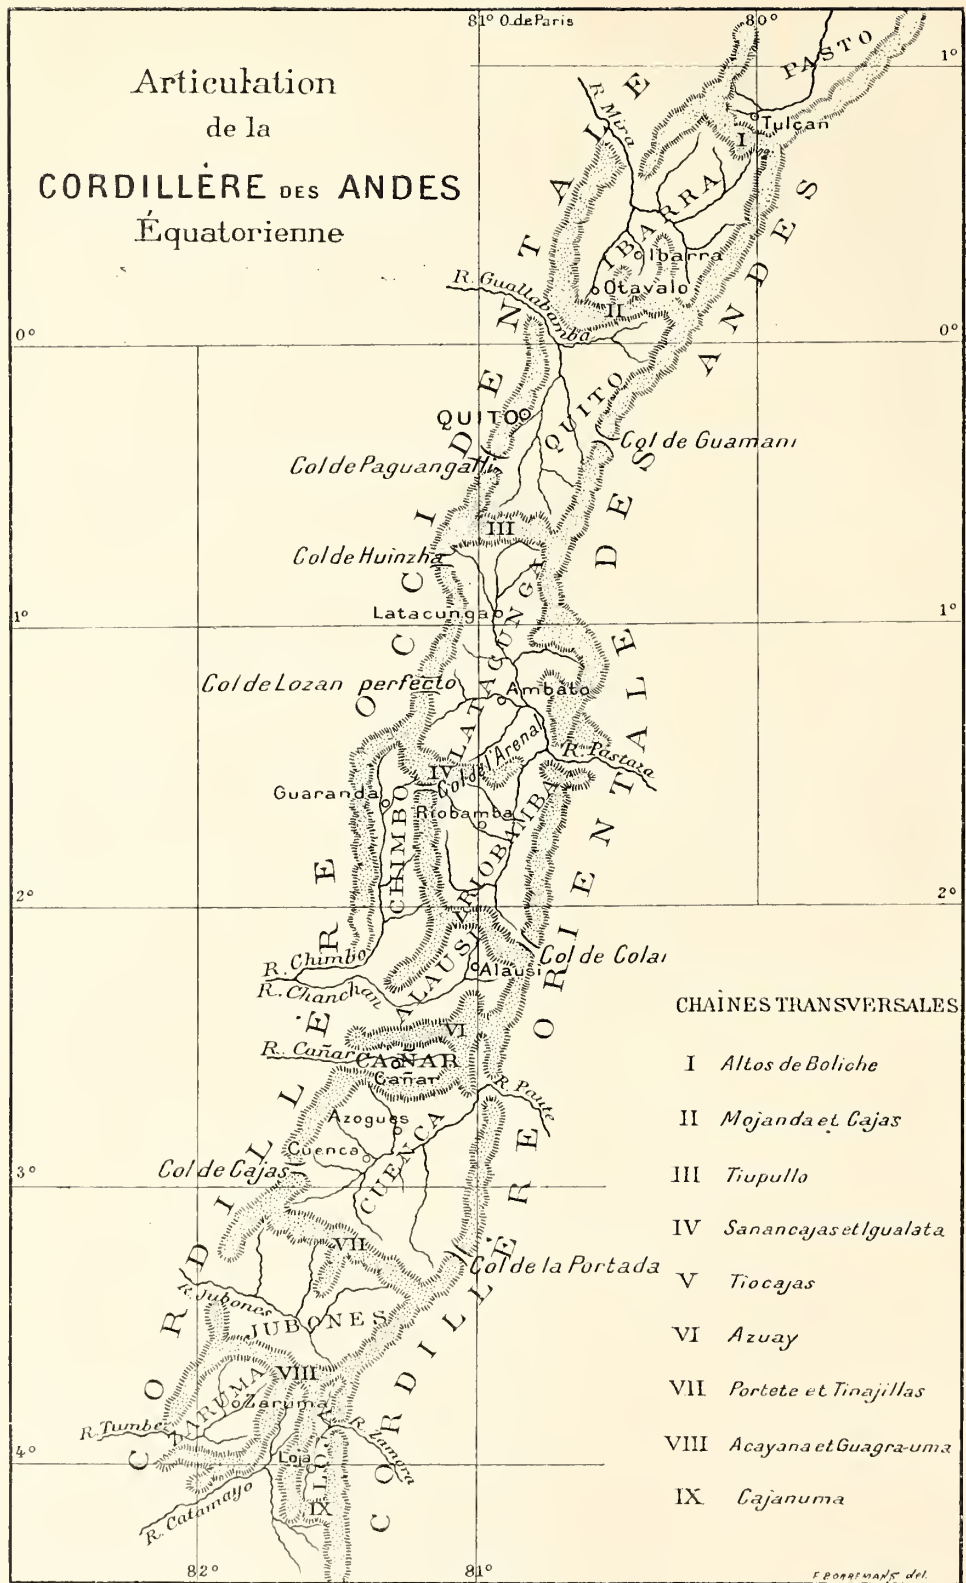 81° O. de Paris
80°
Articulation
de la
CORDILLÈRE DES ANDES
Équatorienne
1°
PASTO
R. Mira
Tulcan
I
IBARRA
Ibarra
Otavalo
II
R. Guallabamba
0°
0°
QUITO
QUITO
Col de Guamani
Col de Paguangalli
III
Col de Huinzha
Latacunga
1°
1°
LATACUNGA
Col de Lozan perfecto
Ambato
R. Pastaza
IV
Col de l'Arenal
Guaranda
Riobamba
CHIMBO
RIOBAMBA
2°
2°
R. Chimbo
Col de Colai
Alausi
ALAUSI
R. Chanchan
VI
R. Cañar
CAÑAR
Cañar
R. Paute
Azogues
Cuenca
CUENCA
Col de Cajas
3°
VII
Col de la Portada
R. Jubones
JUBONES
VIII
ZARUMA
Zaruma
R. Tumbe
R. Zamora
4°
Loja
IX
R. Catamayo
82°
81°
CORDILLÈRE OCCIDENTALE
CORDILLÈRE ORIENTALE DES ANDES
CHAÎNES TRANSVERSALES
I Altos de Boliche
II Mojanda et Cajas
III Tiupullo
IV Sanancajas et Igualata
V Tiocajas
VI Azuay
VII Portete et Tinajillas
VIII Acayana et Guagra-uma
IX Cajanuma
F. BORREMANS del.